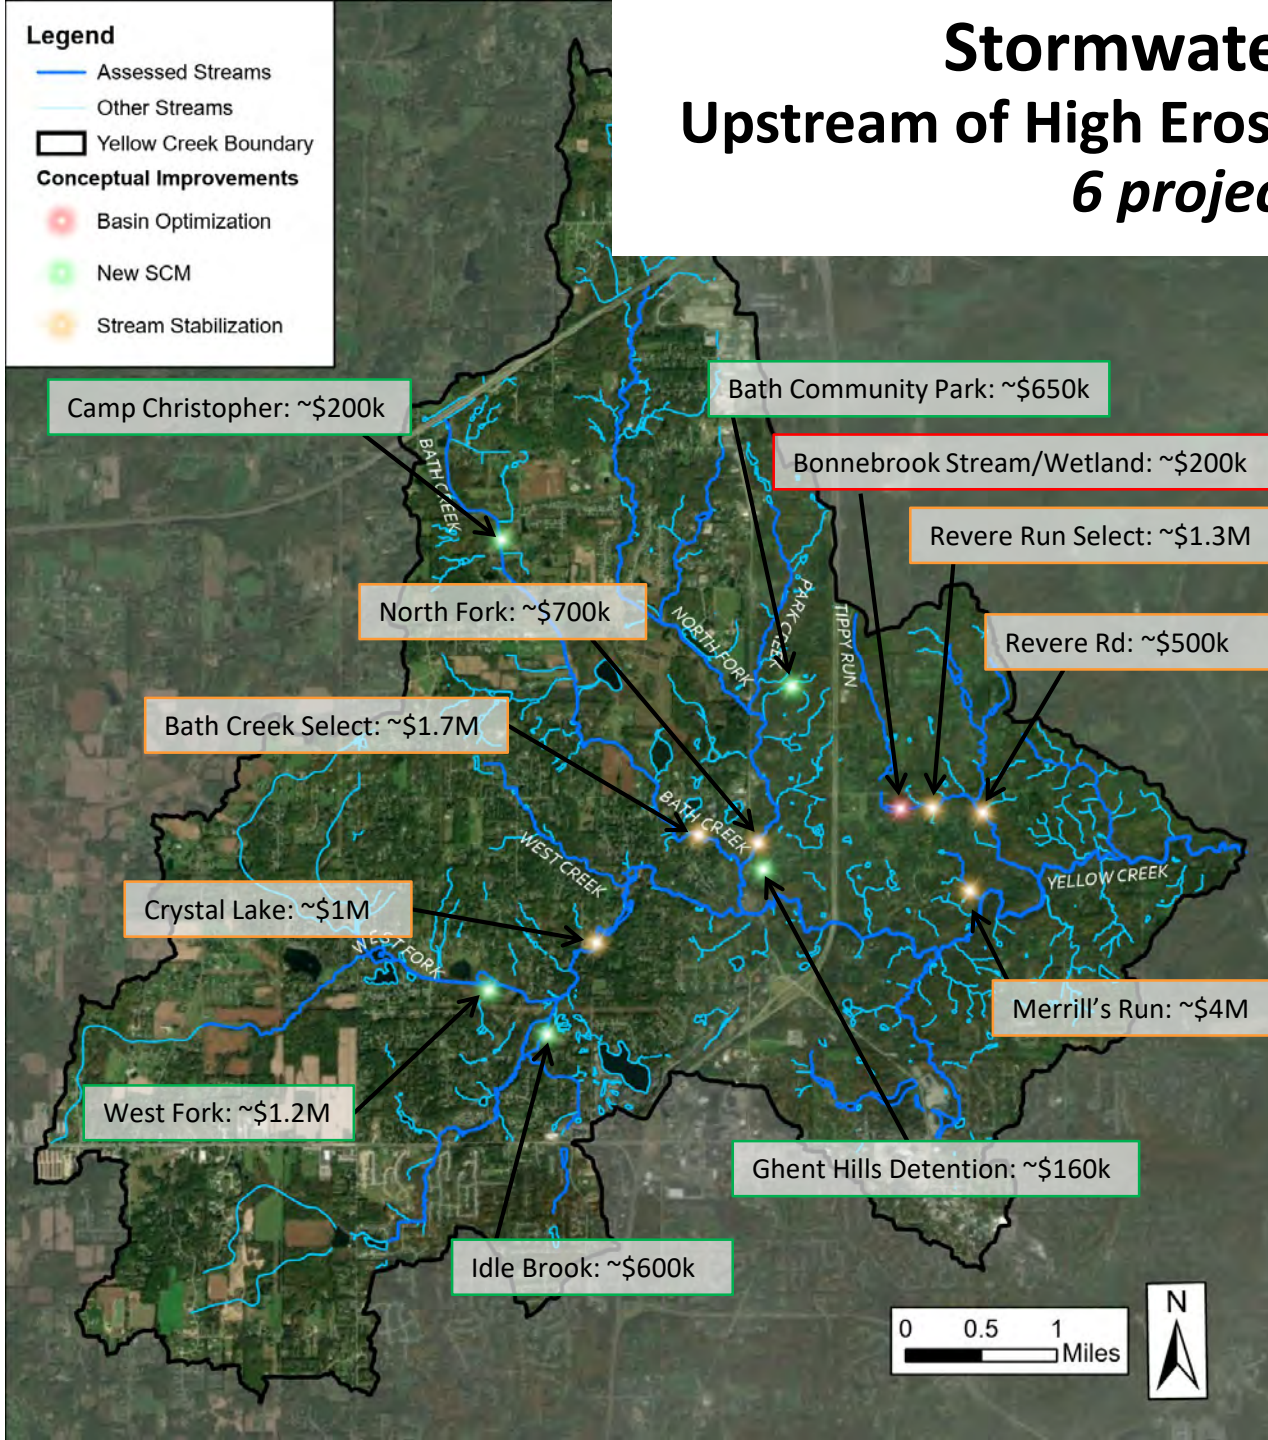 Stormwate
Upstream of High Eros
6 projec
Legend
Assessed Streams
Other Streams
Yellow Creek Boundary
Conceptual Improvements
Basin Optimization
New SCM
Stream Stabilization
Camp Christopher: ~$200k
Bath Community Park: ~$650k
Bonnebrook Stream/Wetland: ~$200k
Revere Run Select: ~$1.3M
North Fork: ~$700k
Revere Rd: ~$500k
Bath Creek Select: ~$1.7M
Crystal Lake: ~$1M
Merrill's Run: ~$4M
West Fork: ~$1.2M
Ghent Hills Detention: ~$160k
Idle Brook: ~$600k
BATH CREEK
NORTH FORK
PARK CREEK
TIPPY RUN
BATH CREEK
WEST CREEK
YELLOW CREEK
WEST FORK
0 0.5 1
Miles
N